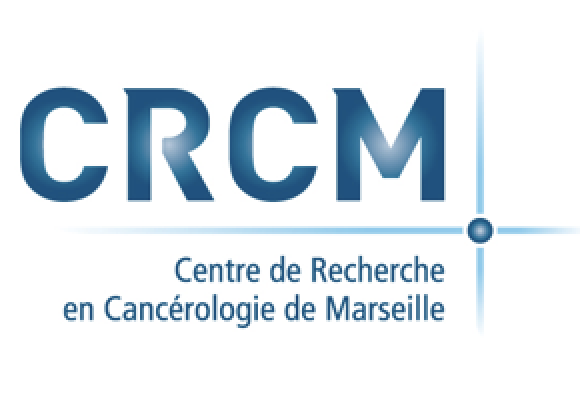 CRCM
Centre de Recherche
en Cancérologie de Marseille